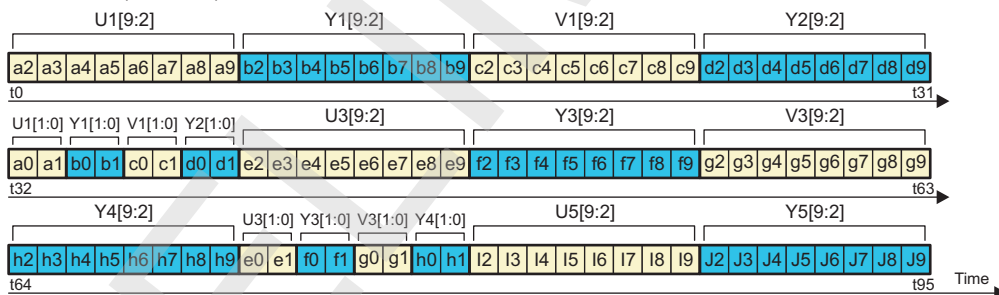 U1[9:2] Y1[9:2] V1[9:2] Y2[9:2]
a2 a3 a4 a5 a6 a7 a8 a9 b2 b3 b4 b5 b6 b7 b8 b9 c2 c3 c4 c5 c6 c7 c8 c9 d2 d3 d4 d5 d6 d7 d8 d9
t0 t31
U1[1:0] Y1[1:0] V1[1:0] Y2[1:0] U3[9:2] Y3[9:2] V3[9:2]
a0 a1 b0 b1 c0 c1 d0 d1 e2 e3 e4 e5 e6 e7 e8 e9 f2 f3 f4 f5 f6 f7 f8 f9 g2 g3 g4 g5 g6 g7 g8 g9
t32 t63
Y4[9:2] U3[1:0] Y3[1:0] V3[1:0] Y4[1:0] U5[9:2] Y5[9:2]
h2 h3 h4 h5 h6 h7 h8 h9 e0 e1 f0 f1 g0 g1 h0 h1 I2 I3 I4 I5 I6 I7 I8 I9 J2 J3 J4 J5 J6 J7 J8 J9
t64 t95 Time